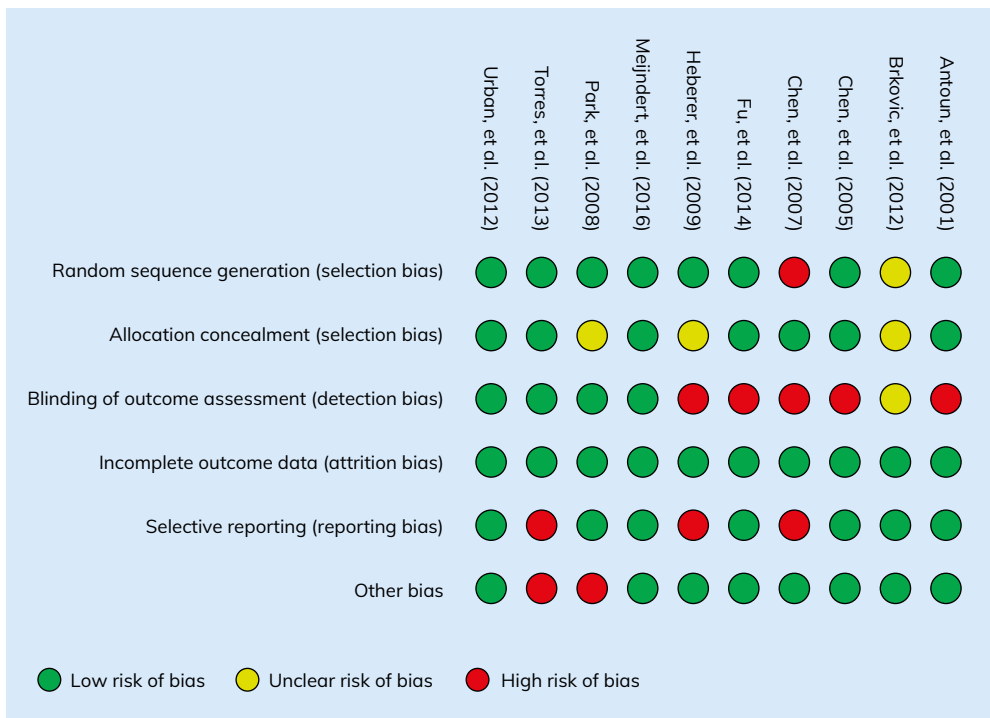 Urban, et al. (2012)
Torres, et al. (2013)
Park, et al. (2008)
Meijndert, et al. (2016)
Heberer, et al. (2009)
Fu, et al. (2014)
Chen, et al. (2007)
Chen, et al. (2005)
Brkovic, et al. (2012)
Antoun, et al. (2001)
Random sequence generation (selection bias)
Allocation concealment (selection bias)
Blinding of outcome assessment (detection bias)
Incomplete outcome data (attrition bias)
Selective reporting (reporting bias)
Other bias
Low risk of bias
Unclear risk of bias
High risk of bias